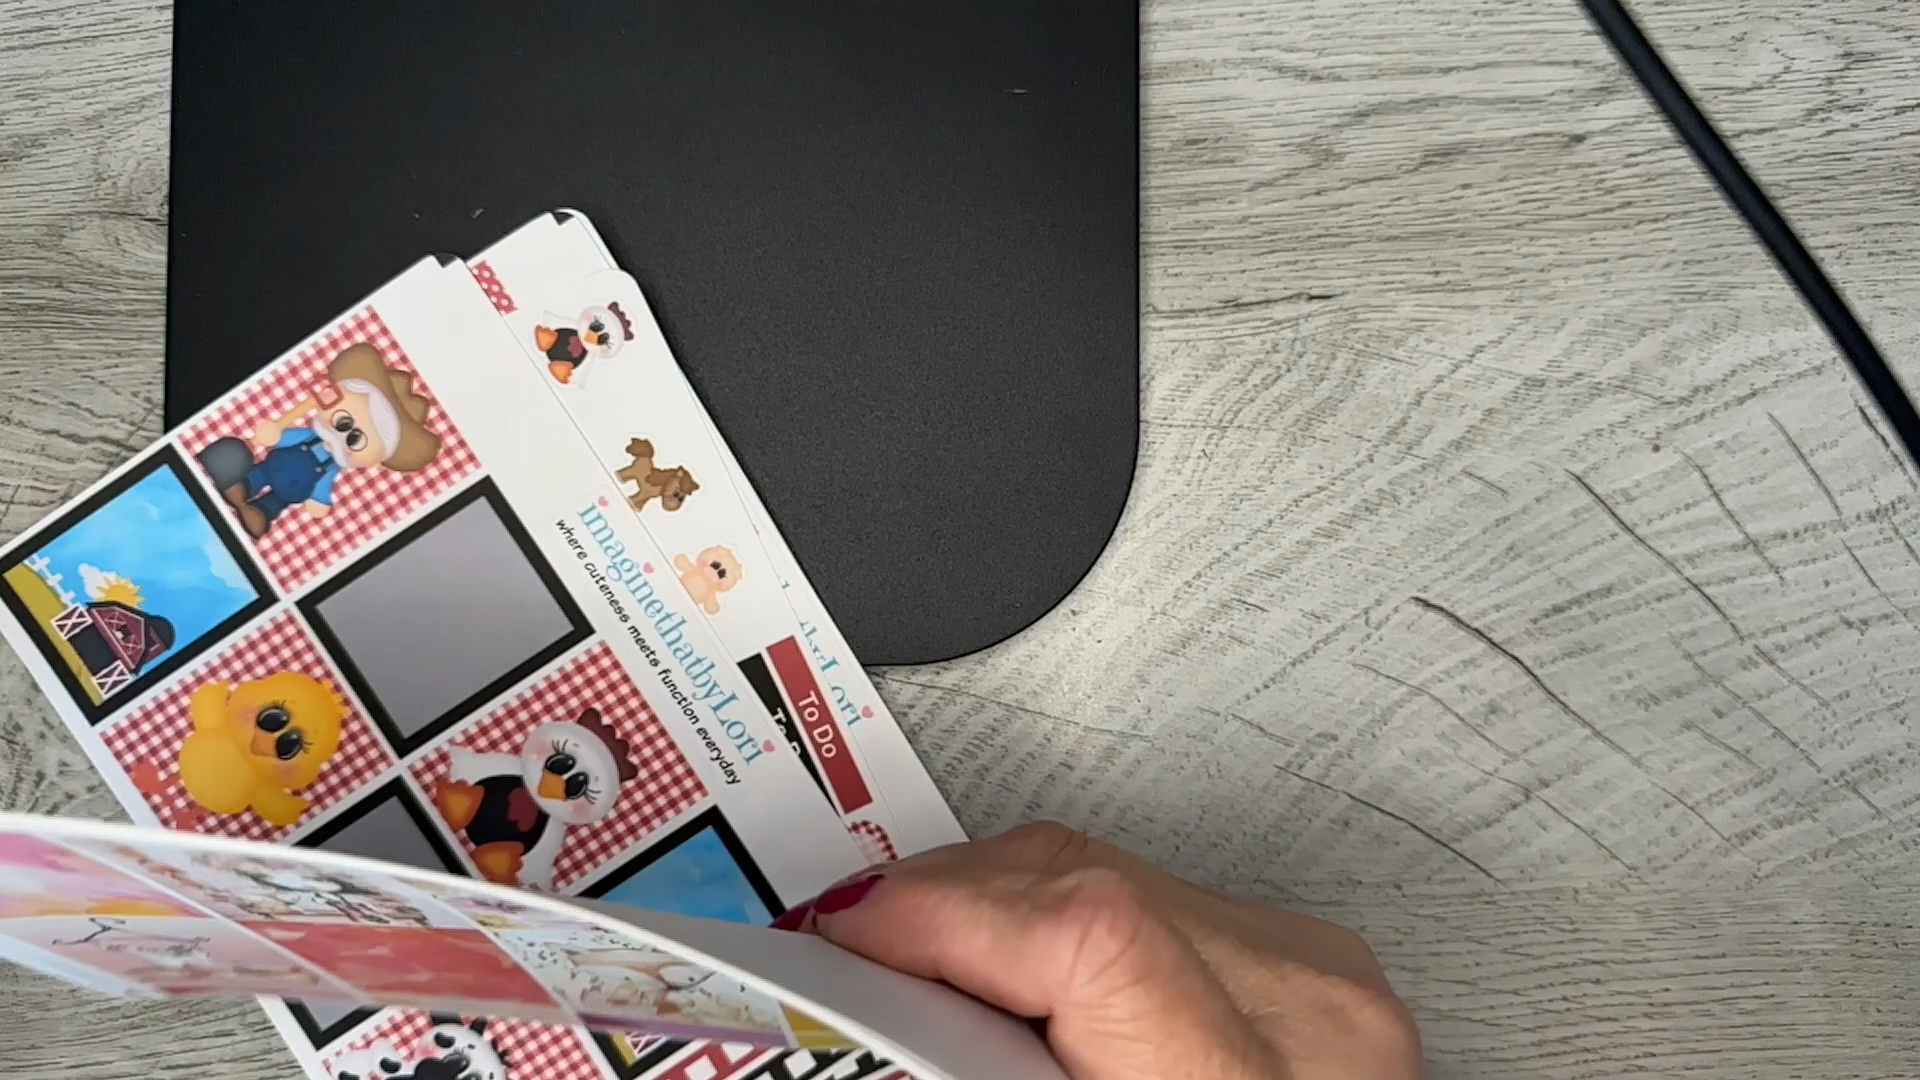 imaginethatbyLori
where cuteness meets function everyday
To Do